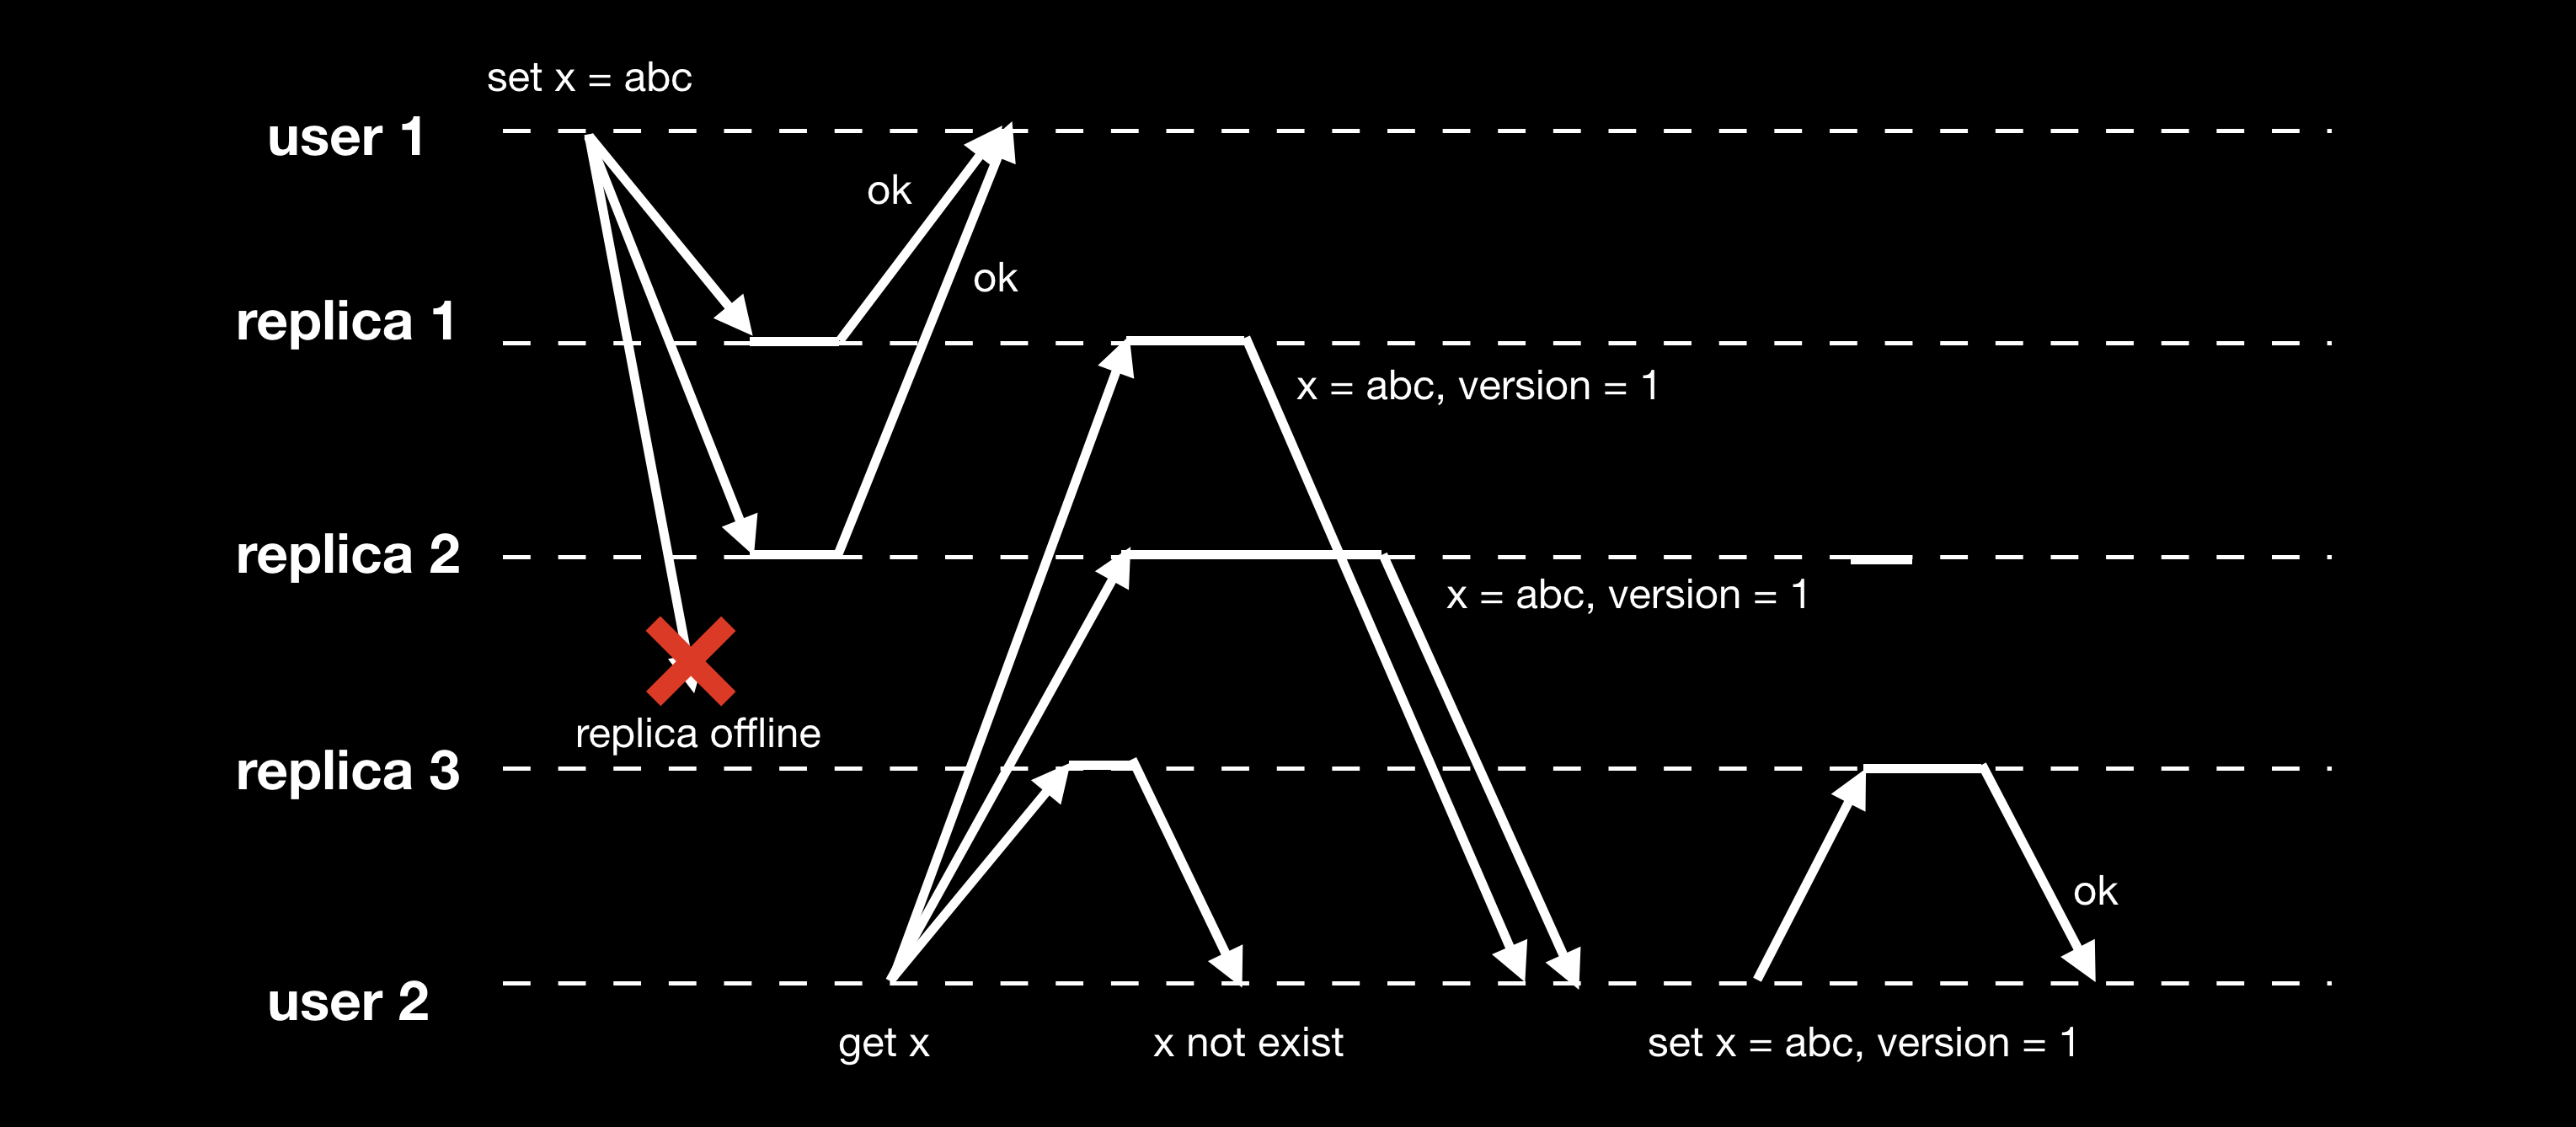 set x = abc
user 1
ok
ok
replica 1
x = abc, version = 1
replica 2
x = abc, version = 1
replica offline
replica 3
ok
user 2
get x
x not exist
set x = abc, version = 1